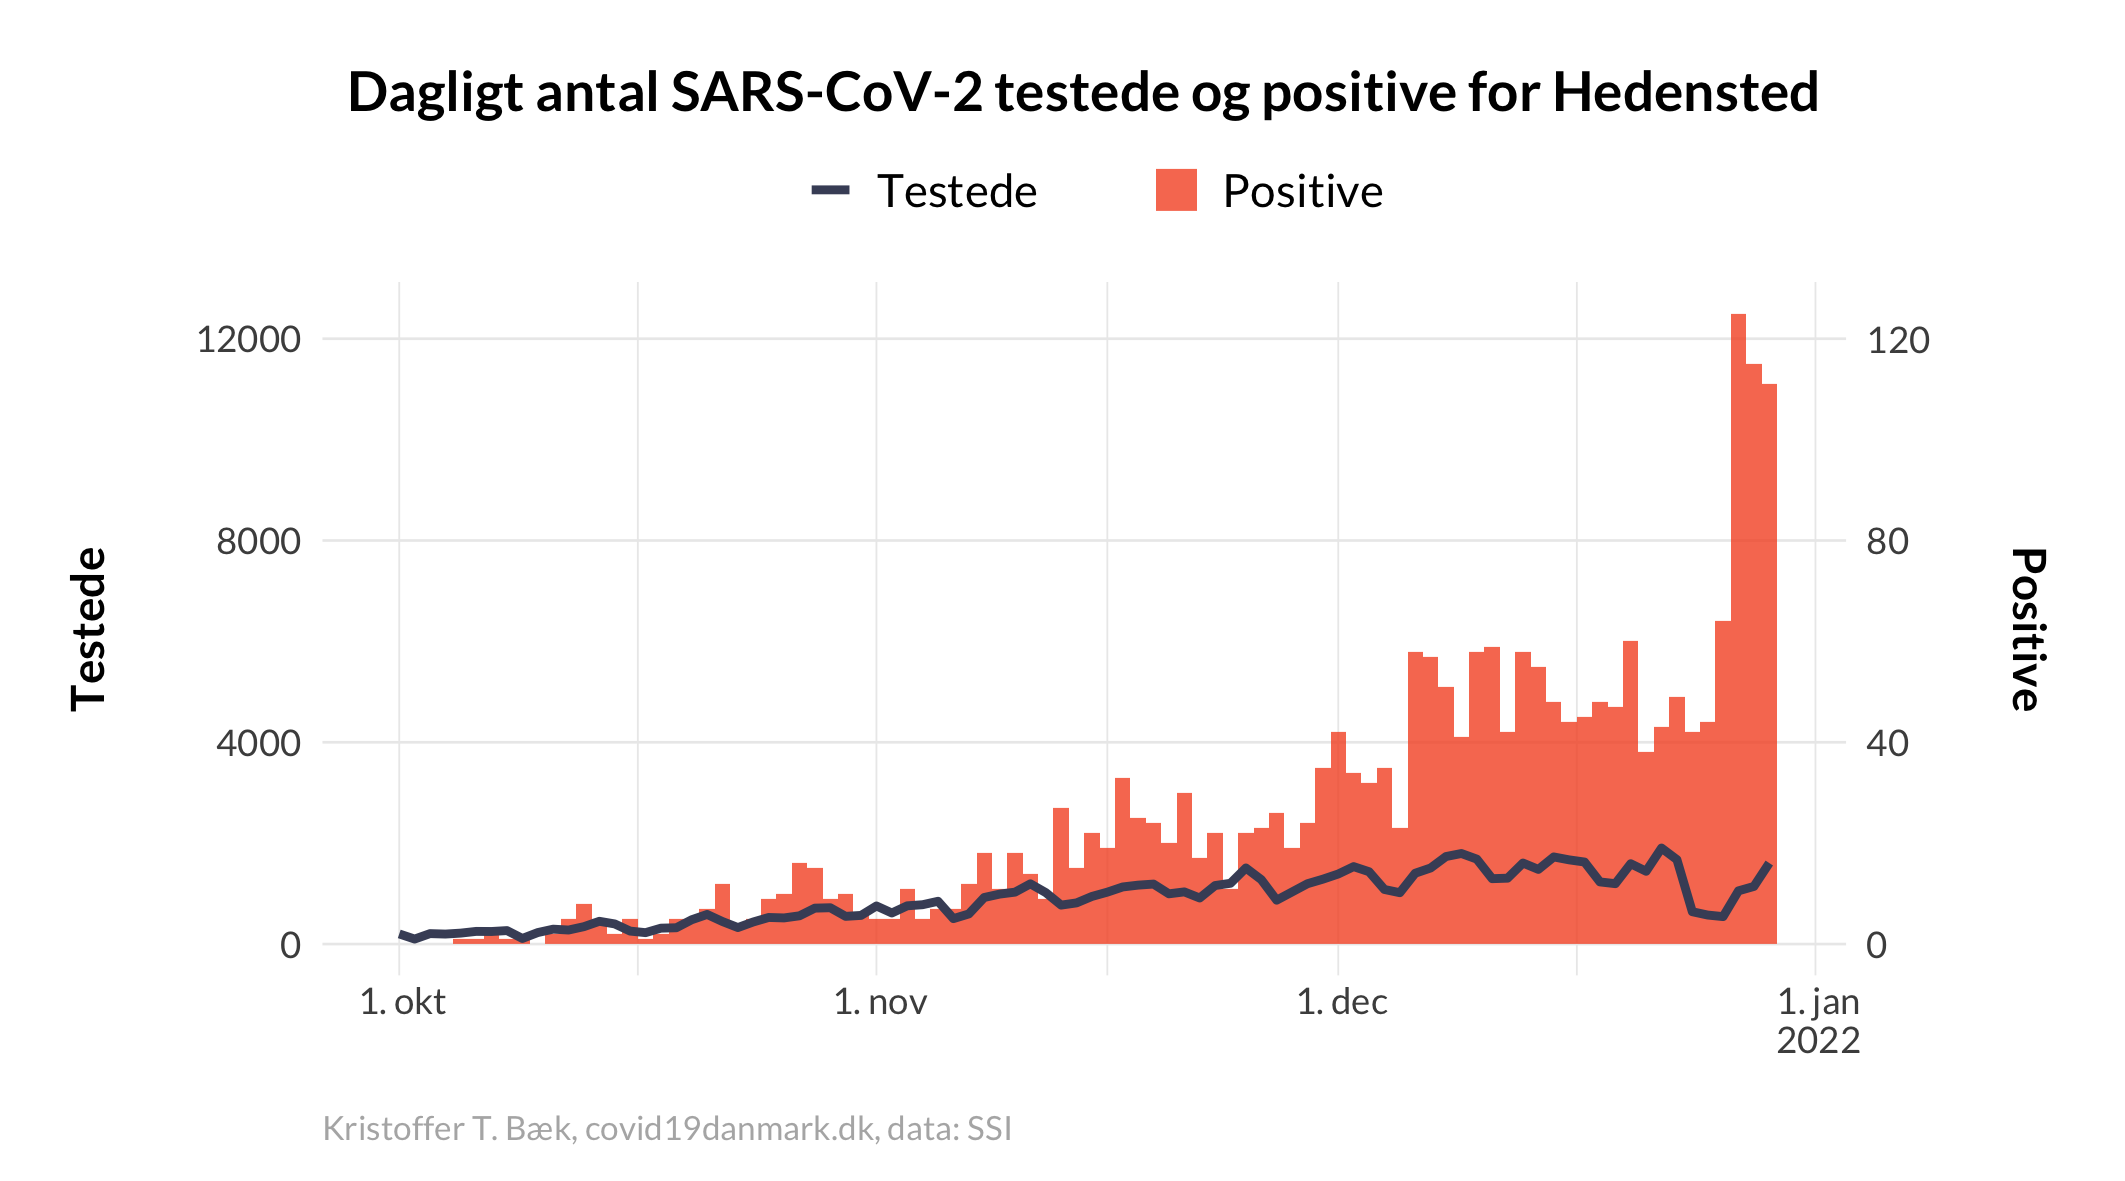 Dagligt antal SARS-CoV-2 testede og positive for Hedensted
Testede
Positive
12000
8000
4000
0
120
80
40
0
Testede
Positive
1. okt
1. nov
1. dec
1. jan
2022
Kristoffer T. Bæk, covid19danmark.dk, data: SSI